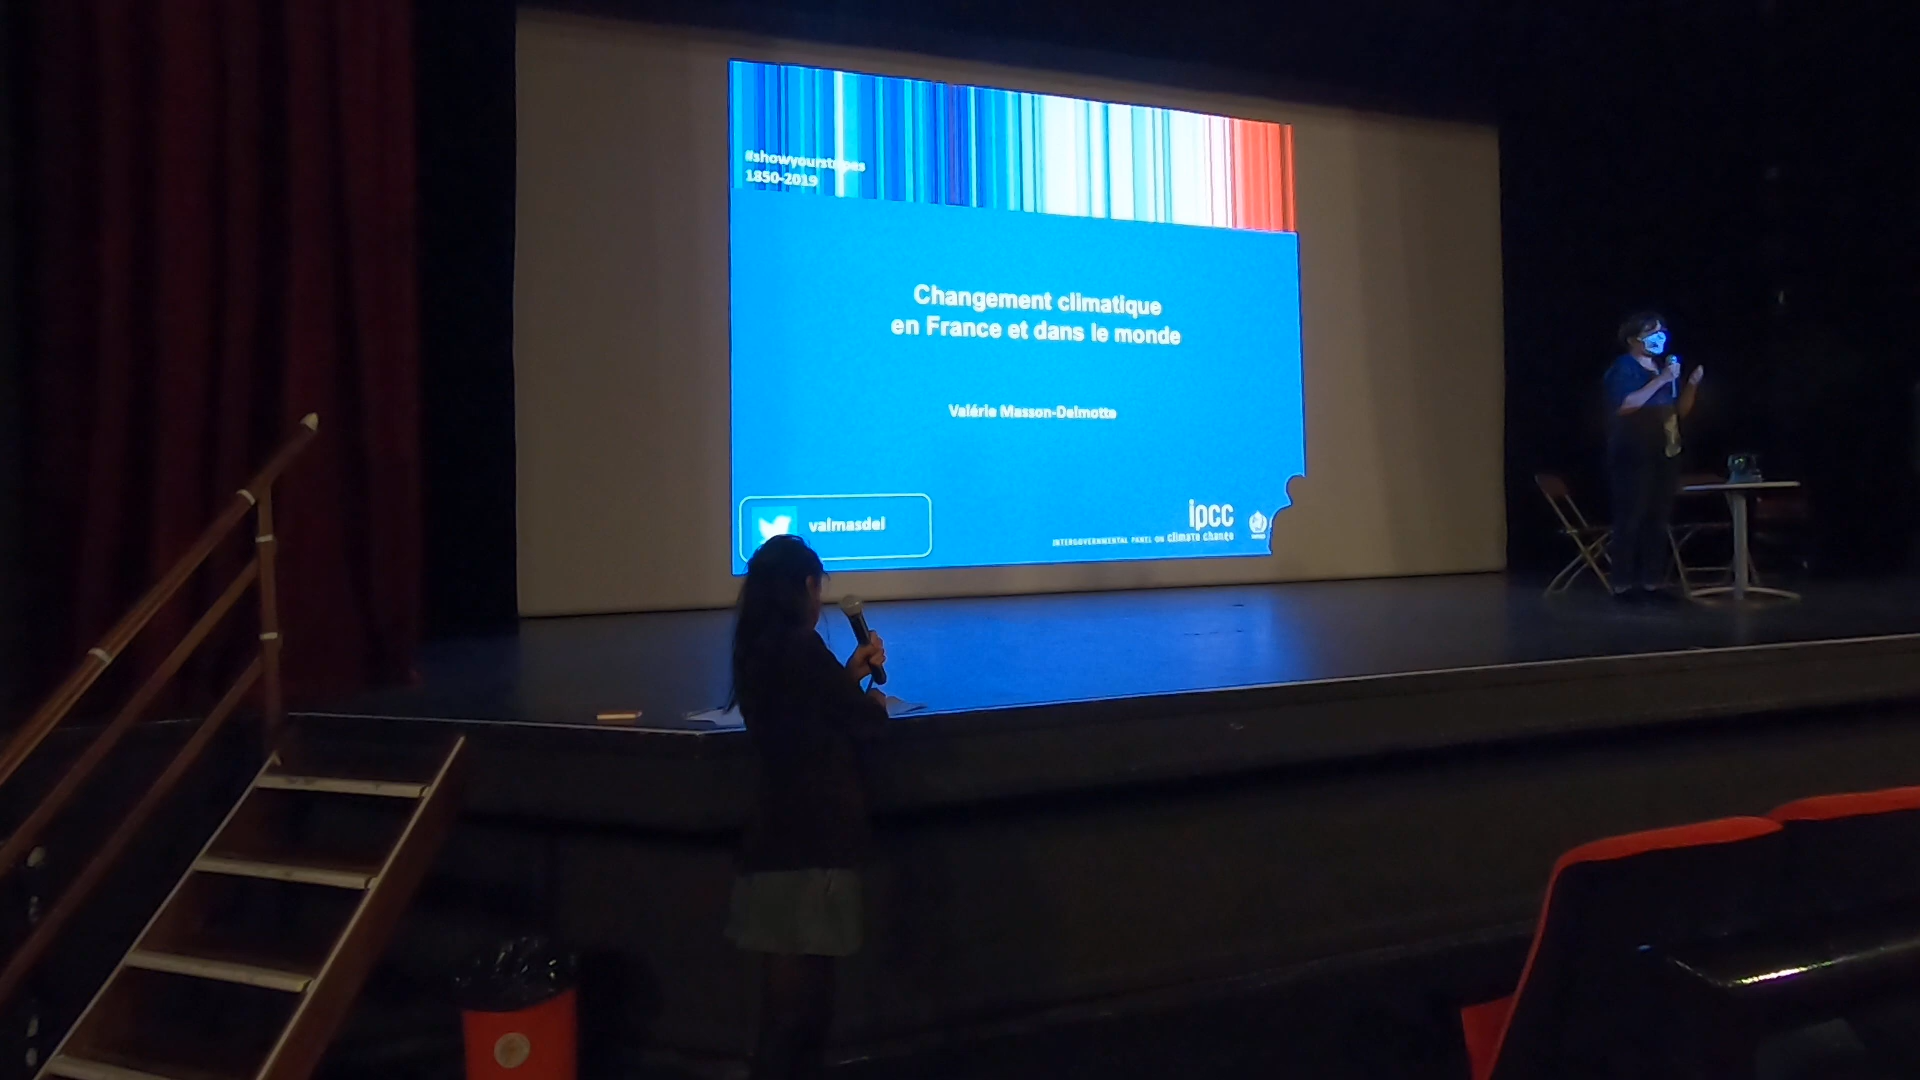 #showyourstripes
1850-2019
Changement climatique
en France et dans le monde
Valérie Masson-Delmotte
valmasdel
ipcc
INTERGOVERNMENTAL PANEL ON climate change